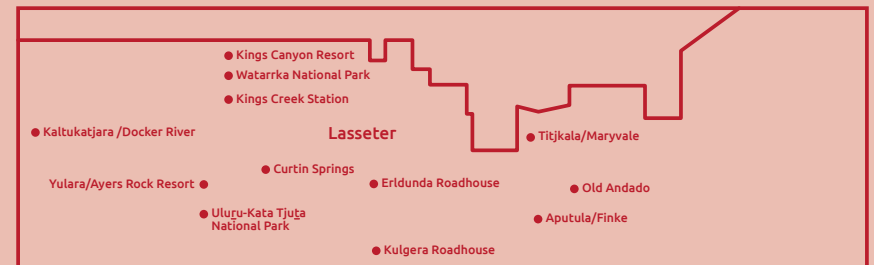 Kings Canyon Resort
Watarrka National Park
Kings Creek Station
Kaltukatjara /Docker River
Lasseter
Titjkala/Maryvale
Curtin Springs
Yulara/Ayers Rock Resort
Erldunda Roadhouse
Old Andado
Uluṟu-Kata Tjuṯa
National Park
Aputula/Finke
Kulgera Roadhouse